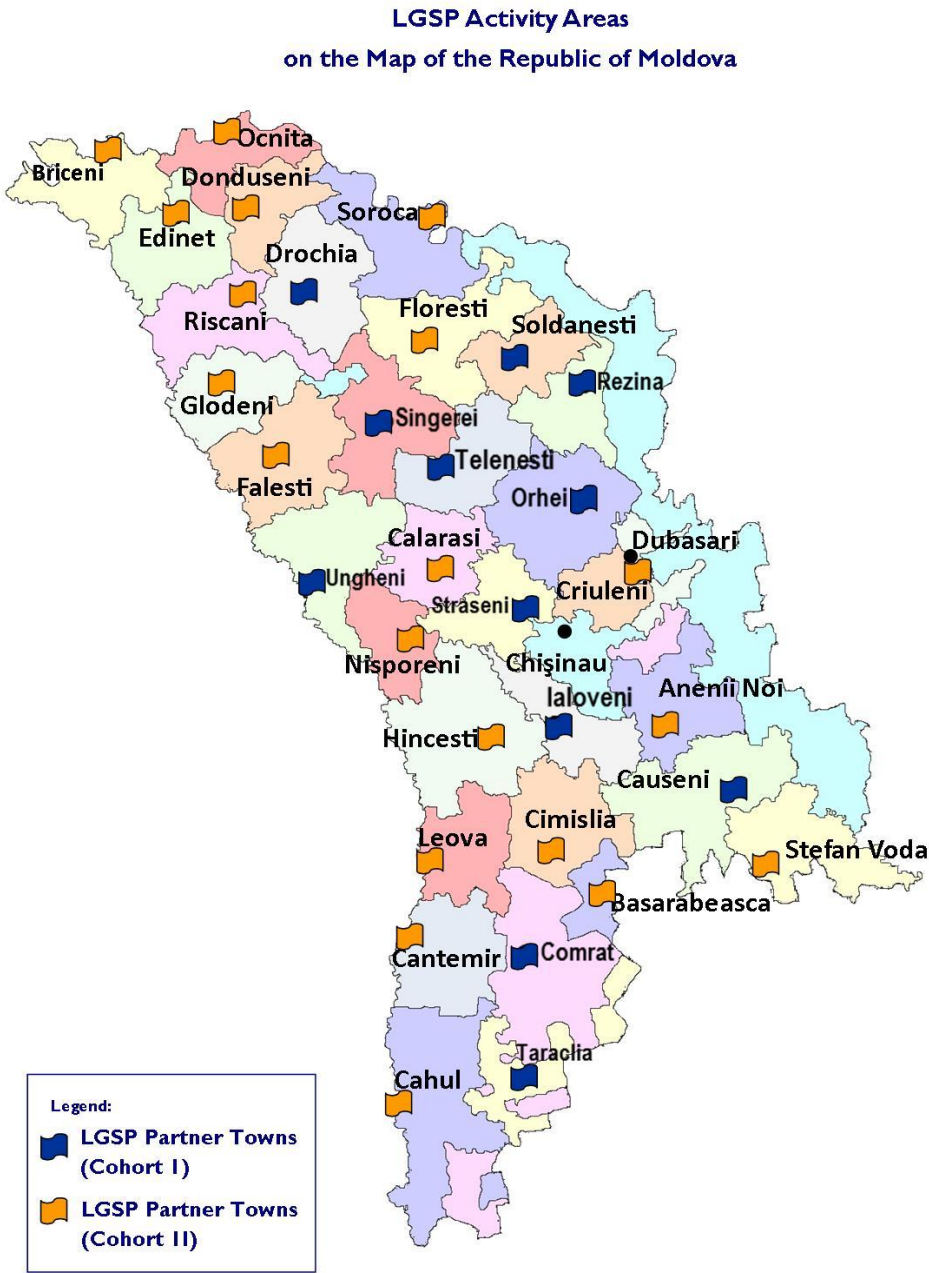 LGSP Activity Areas
on the Map of the Republic of Moldova
Ocnita
Briceni
Donduseni
Soroca
Edinet
Drochia
Floresti
Riscani
Soldanesti
Rezina
Glodeni
Singerei
Telenesti
Falesti
Orhei
Calarasi
Dubasari
Ungheni
Criuleni
Straseni
Nisporeni
Chişinau
Anenii Noi
Ialoveni
Hincesti
Causeni
Cimislia
Leova
Stefan Voda
Basarabeasca
Comrat
Cantemir
Taraclia
Cahul
Legend:
LGSP Partner Towns
(Cohort I)
LGSP Partner Towns
(Cohort II)